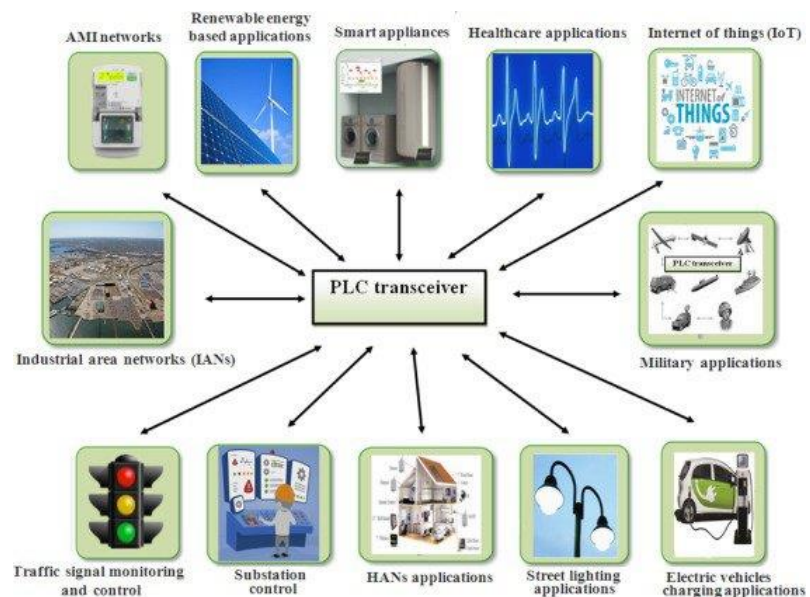 AMI networks
Renewable energy
based applications
Smart appliances
Healthcare applications
Internet of things (IoT)
INTERNET of
THINGS
PLC transceiver
PLC transceiver
Industrial area networks (IANs)
Military applications
Traffic signal monitoring
and control
Substation
control
HANs applications
Street lighting
applications
Electric vehicles
charging applications